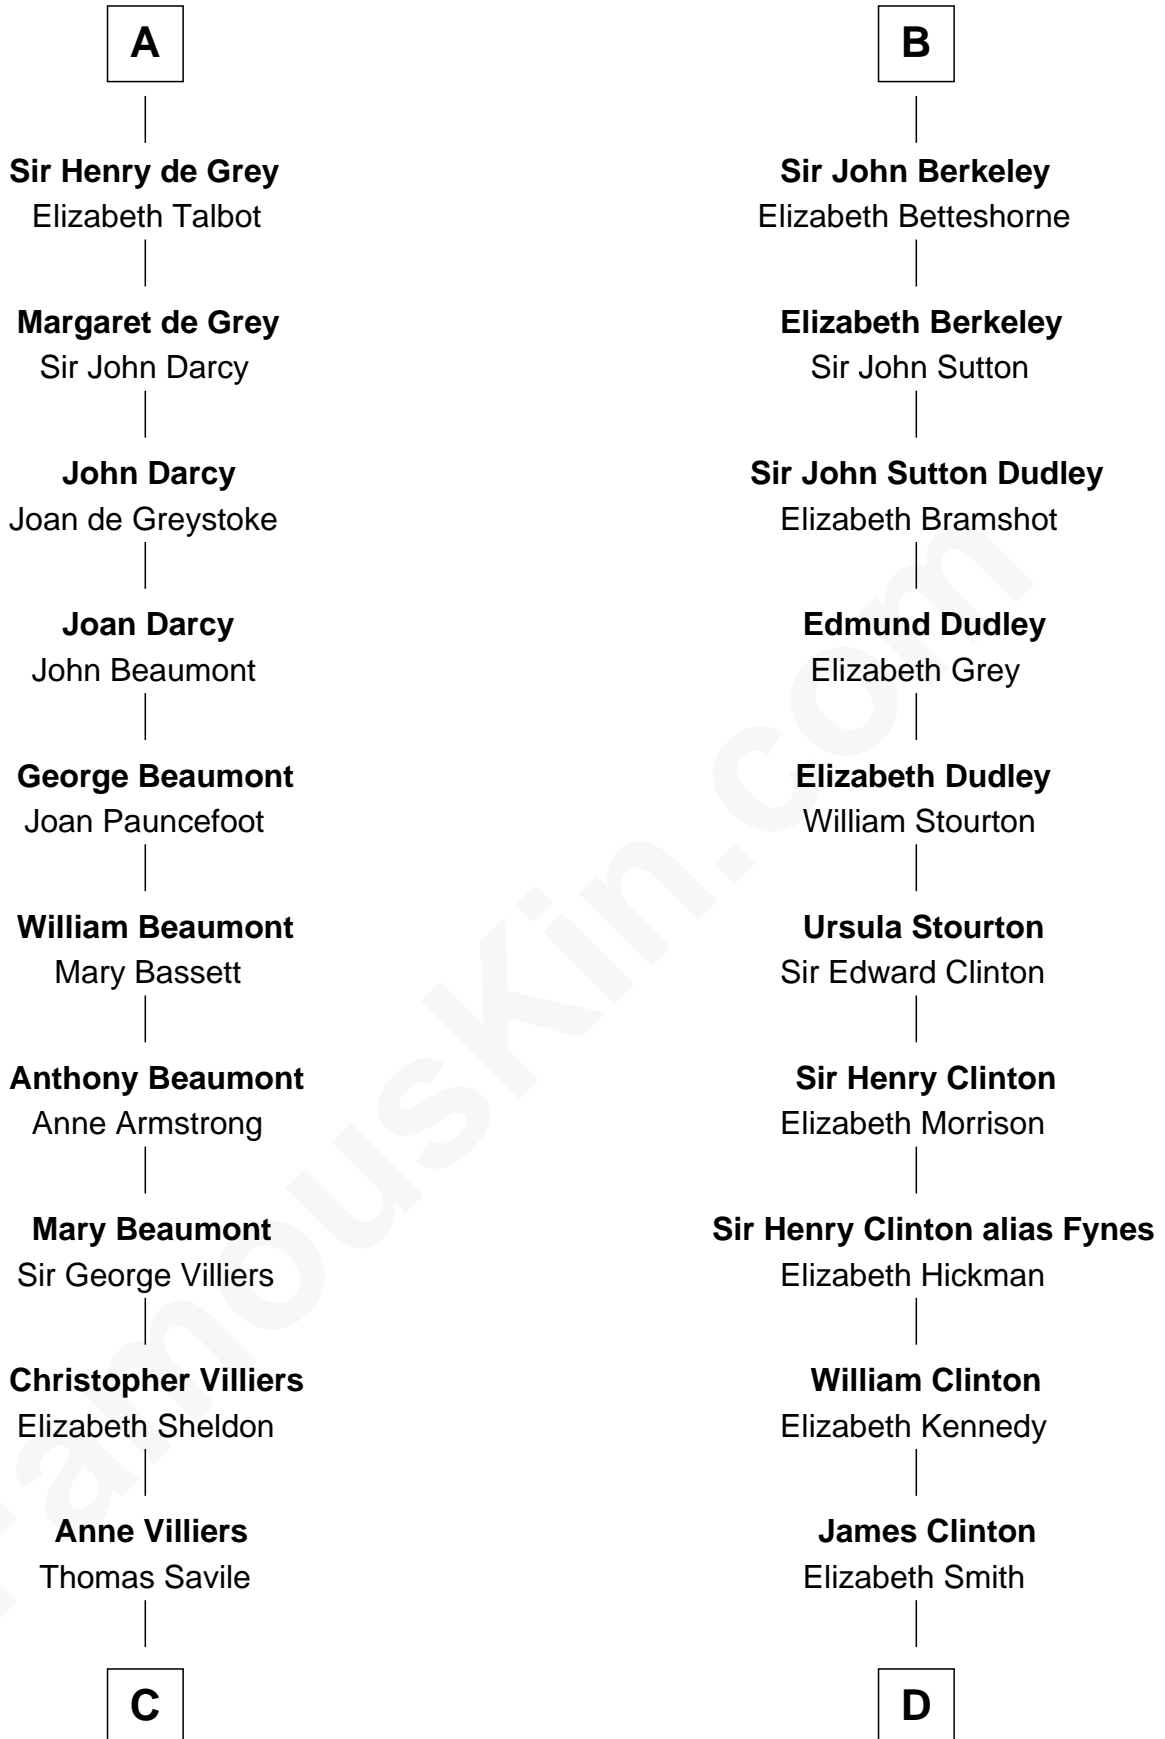 A
Sir Henry de Grey
Elizabeth Talbot
Margaret de Grey
Sir John Darcy
John Darcy
Joan de Greystoke
Joan Darcy
John Beaumont
George Beaumont
Joan Pauncefoot
William Beaumont
Mary Bassett
Anthony Beaumont
Anne Armstrong
Mary Beaumont
Sir George Villiers
Christopher Villiers
Elizabeth Sheldon
Anne Villiers
Thomas Savile
C
B
Sir John Berkeley
Elizabeth Betteshorne
Elizabeth Berkeley
Sir John Sutton
Sir John Sutton Dudley
Elizabeth Bramshot
Edmund Dudley
Elizabeth Grey
Elizabeth Dudley
William Stourton
Ursula Stourton
Sir Edward Clinton
Sir Henry Clinton
Elizabeth Morrison
Sir Henry Clinton alias Fynes
Elizabeth Hickman
William Clinton
Elizabeth Kennedy
James Clinton
Elizabeth Smith
D
FamousKin.com